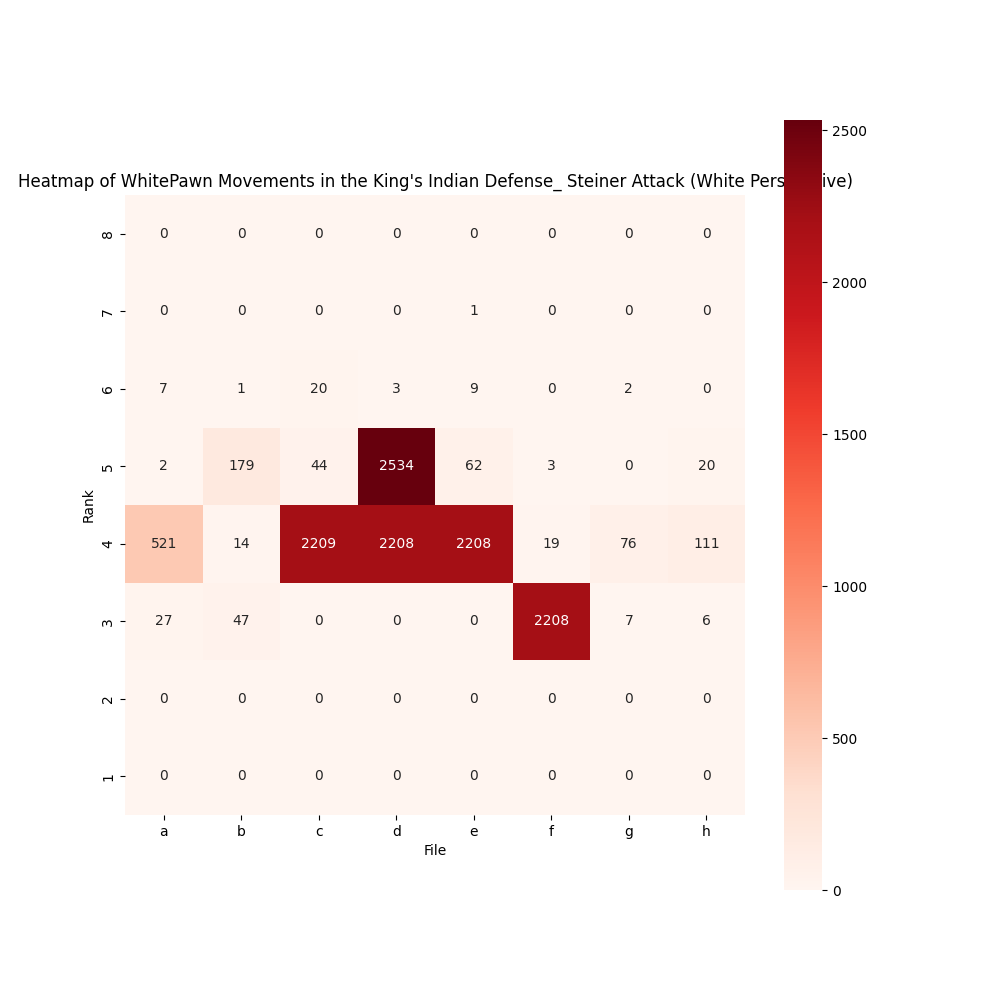 2500
Heatmap of WhitePawn Movements in the King's Indian Defense_ Steiner Attack (White Pers ive)
8 0 0 0 0 0 0 0 0
2000
7 0 0 0 0 1 0 0 0
6 7 1 20 3 9 0 2 0
1500
5 2 179 44 2534 62 3 0 20
Rank
4 521 14 2209 2208 2208 19 76 111
1000
3 27 47 0 0 0 2208 7 6
2 0 0 0 0 0 0 0 0
500
1 0 0 0 0 0 0 0 0
a b c d e f g h
File
0